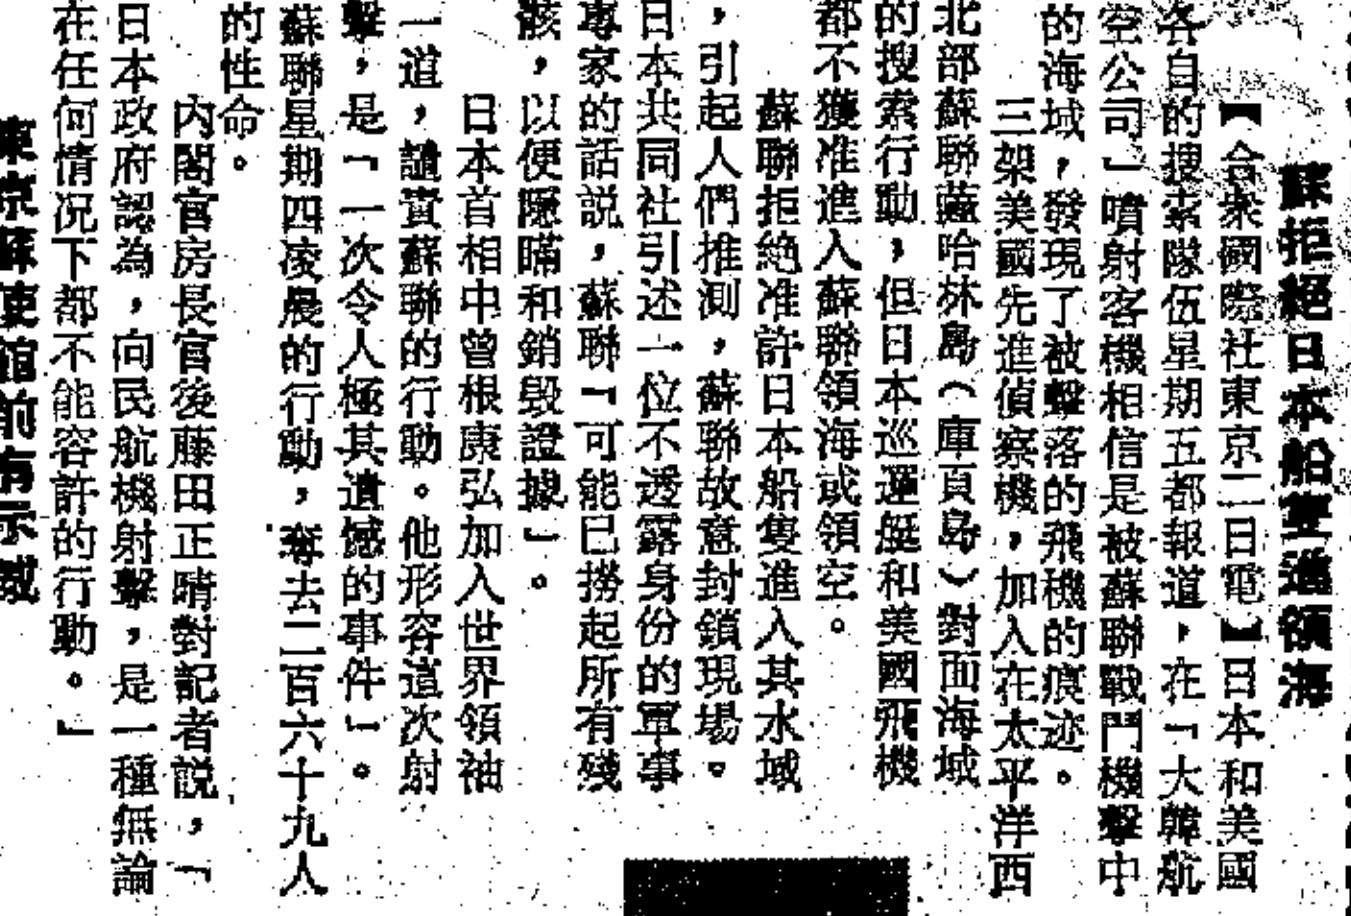 蘇拒絕日本船隻進領海
【合衆國際社東京二日電】日本和美國
各自的搜索隊伍星期五都報道，在「大韓航
空公司」噴射客機相信是被蘇聯戰鬥機擊中
的海域，發現了被擊落的飛機的痕迹。
三架美國先進偵察機，加入在太平洋西
北部蘇聯薩哈林島（庫頁島）對面海域
的搜索行動，但日本巡邏艇和美國飛機
都不獲准進入蘇聯領海或領空。
蘇聯拒絶准許日本船隻進入其水域
，引起人們推測，蘇聯故意封鎖現場。
日本共同社引述一位不透露身份的軍事
專家的話説，蘇聯「可能已撈起所有殘
骸，以便隱瞞和銷毀證據」。
日本首相中曾根康弘加入世界領袖
一道，譴責蘇聯的行動。他形容這次射
擊，是「一次令人極其遺憾的事件」。
蘇聯星期四凌晨的行動，奪去二百六十九人
的性命。
内閣官房長官後藤田正晴對記者説，「
日本政府認為，向民航機射擊，是一種無論
在任何情况下都不能容許的行動。」
東京蘇使館前有示威